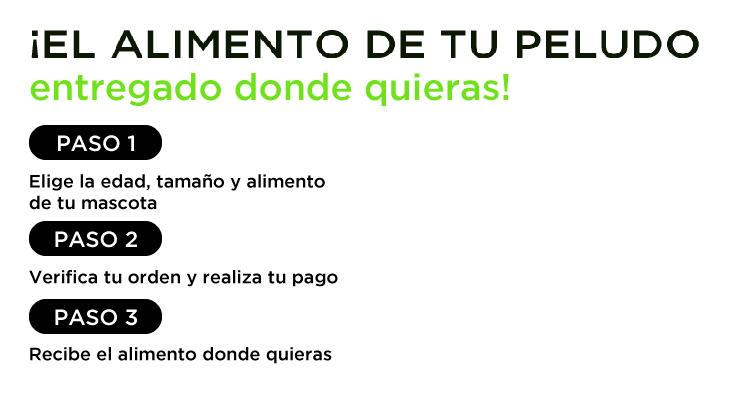 ¡EL ALIMENTO DE TU PELUDO
entregado donde quieras!
PASO 1
Elige la edad, tamaño y alimento
de tu mascota
PASO 2
Verifica tu orden y realiza tu pago
PASO 3
Recibe el alimento donde quieras